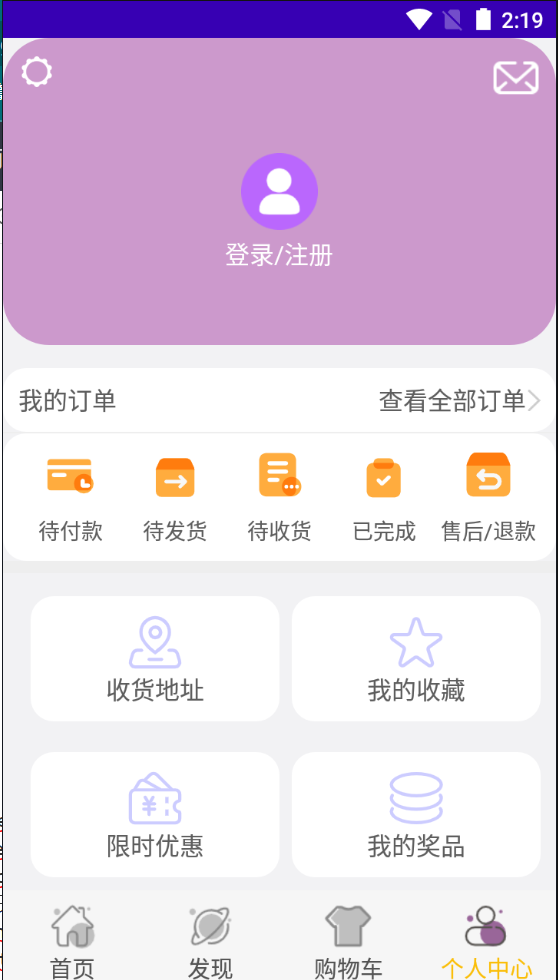 2:19
登录/注册
我的订单 查看全部订单
待付款 待发货 待收货 已完成 售后/退款
收货地址 我的收藏
¥
限时优惠 我的奖品
首页 发现 购物车 个人中心